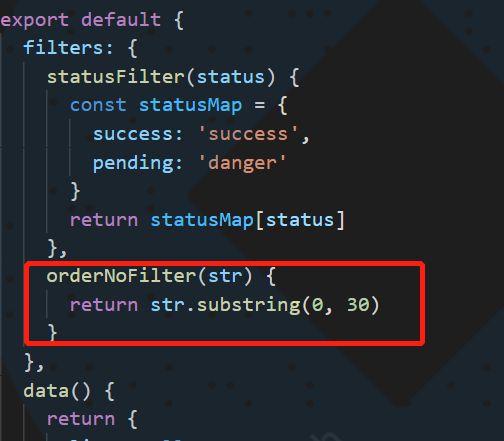 export default {
filters: {
statusFilter(status) {
const statusMap = {
success: 'success',
pending: 'danger'
}
return statusMap[status]
},
orderNoFilter(str) {
return str.substring(0, 30)
}
},
data() {
return {